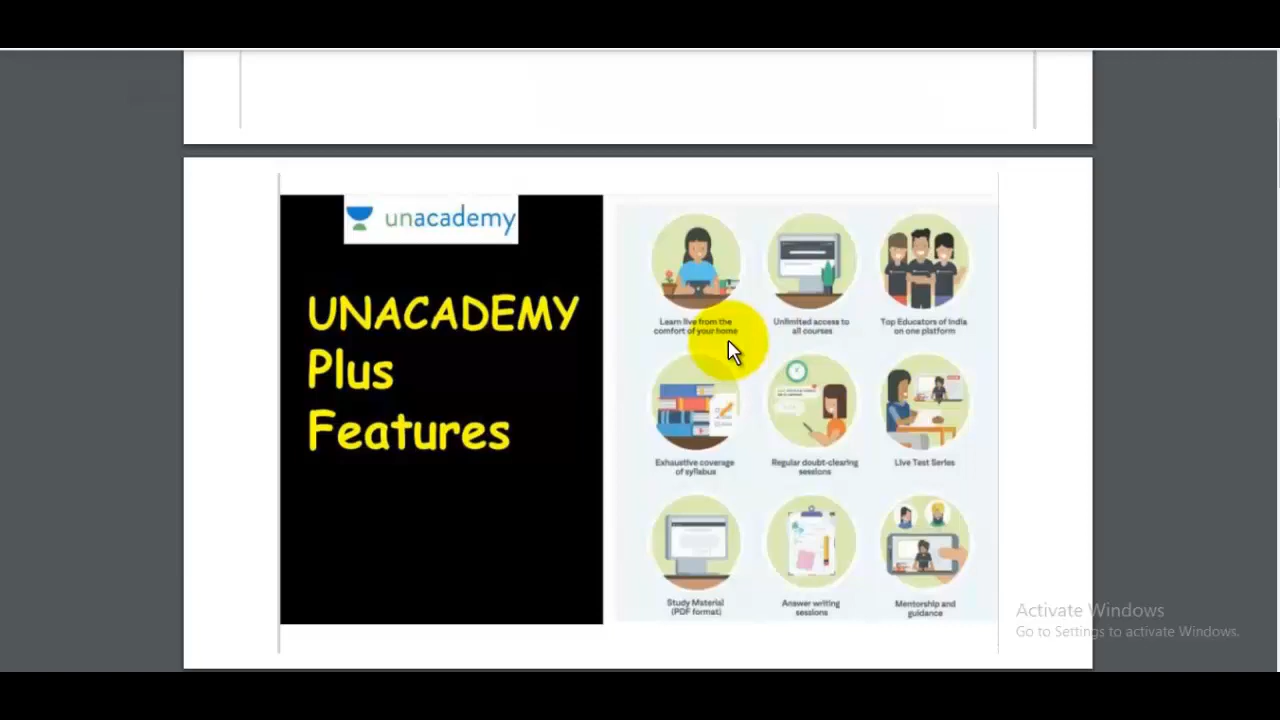 unacademy
UNACADEMY
Plus
Features
Learn live from the
comfort of your home
Unlimited access to
all courses
Top Educators of India
on one platform
Exhaustive coverage
of syllabus
Regular doubt-clearing
sessions
Live Test Series
Study Material
(PDF format)
Answer writing
sessions
Mentorship and
guidance
Activate Windows
Go to Settings to activate Windows.